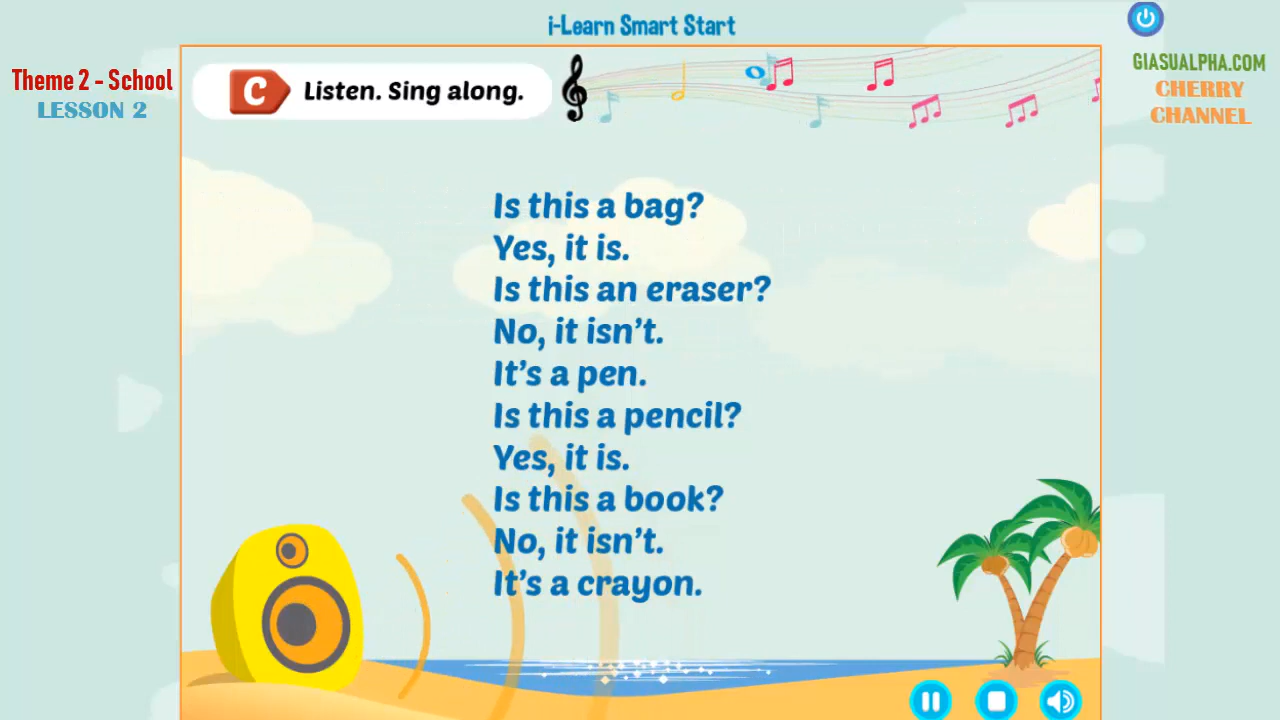 i-Learn Smart Start
Theme 2 - School
LESSON 2
GIASUALPHA.COM
CHERRY
CHANNEL
C Listen. Sing along.
Is this a bag?
Yes, it is.
Is this an eraser?
No, it isn't.
It's a pen.
Is this a pencil?
Yes, it is.
Is this a book?
No, it isn't.
It's a crayon.